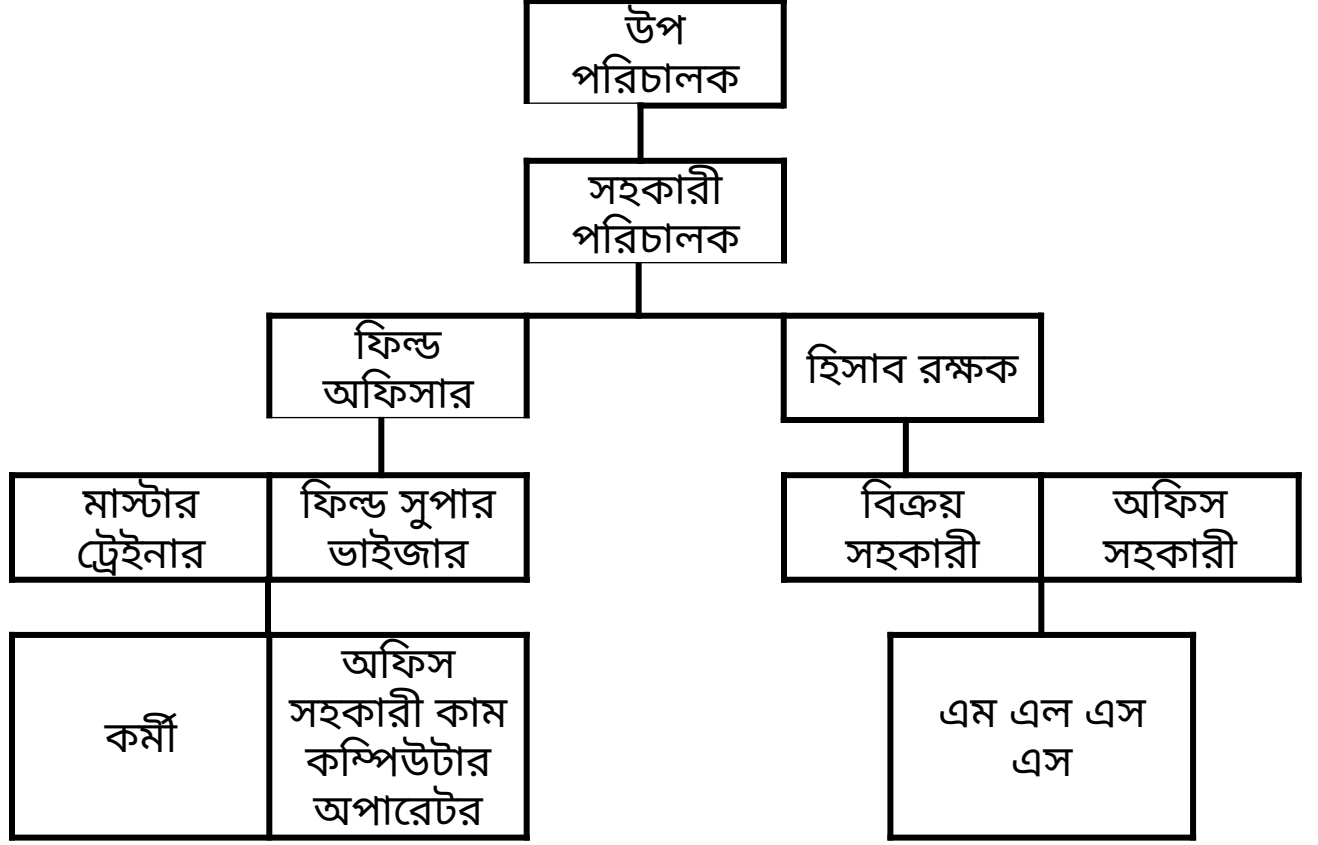 উপ
পরিচালক
সহকারী
পরিচালক
ফিল্ড
অফিসার
হিসাব রক্ষক
মাস্টার
ট্রেইনার
ফিল্ড সুপার
ভাইজার
বিক্রয়
সহকারী
অফিস
সহকারী
কর্মী
অফিস
সহকারী কাম
কম্পিউটার
অপারেটর
এম এল এস
এস